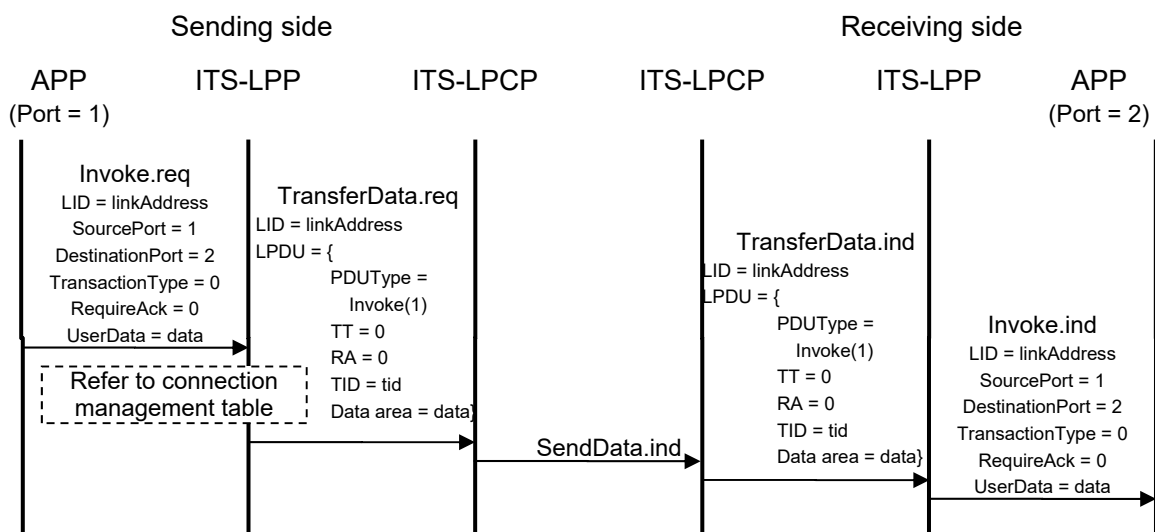 Sending side
Receiving side
APP
(Port = 1)
ITS-LPP
ITS-LPCP
ITS-LPCP
ITS-LPP
APP
(Port = 2)
Invoke.req
LID = linkAddress
SourcePort = 1
DestinationPort = 2
TransactionType = 0
RequireAck = 0
UserData = data
Refer to connection
management table
TransferData.req
LID = linkAddress
LPDU = {
PDUType =
Invoke(1)
TT = 0
RA = 0
TID = tid
Data area = data}
SendData.ind
TransferData.ind
LID = linkAddress
LPDU = {
PDUType =
Invoke(1)
TT = 0
RA = 0
TID = tid
Data area = data}
Invoke.ind
LID = linkAddress
SourcePort = 1
DestinationPort = 2
TransactionType = 0
RequireAck = 0
UserData = data